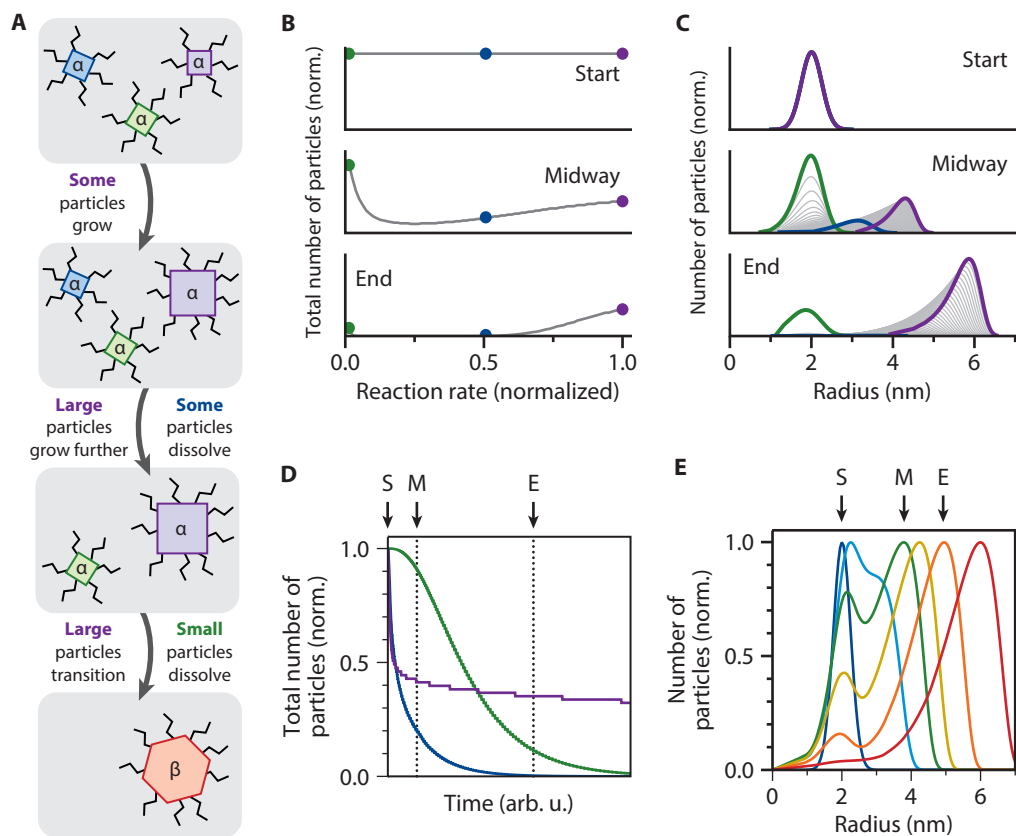 A
α
α
α
Some
particles
grow
α
α
α
Large
particles
grow further
Some
particles
dissolve
α
α
Large
particles
transition
Small
particles
dissolve
β
B
Total number of particles (norm.)
Start
Midway
End
0.0
0.5
1.0
Reaction rate (normalized)
C
Number of particles (norm.)
Start
Midway
End
0
2
4
6
Radius (nm)
D
S
M
E
Total number of
particles (norm.)
1.0
0.5
0.0
Time (arb. u.)
E
S
M
E
Number of
particles (norm.)
1.0
0.5
0.0
0
2
4
6
Radius (nm)